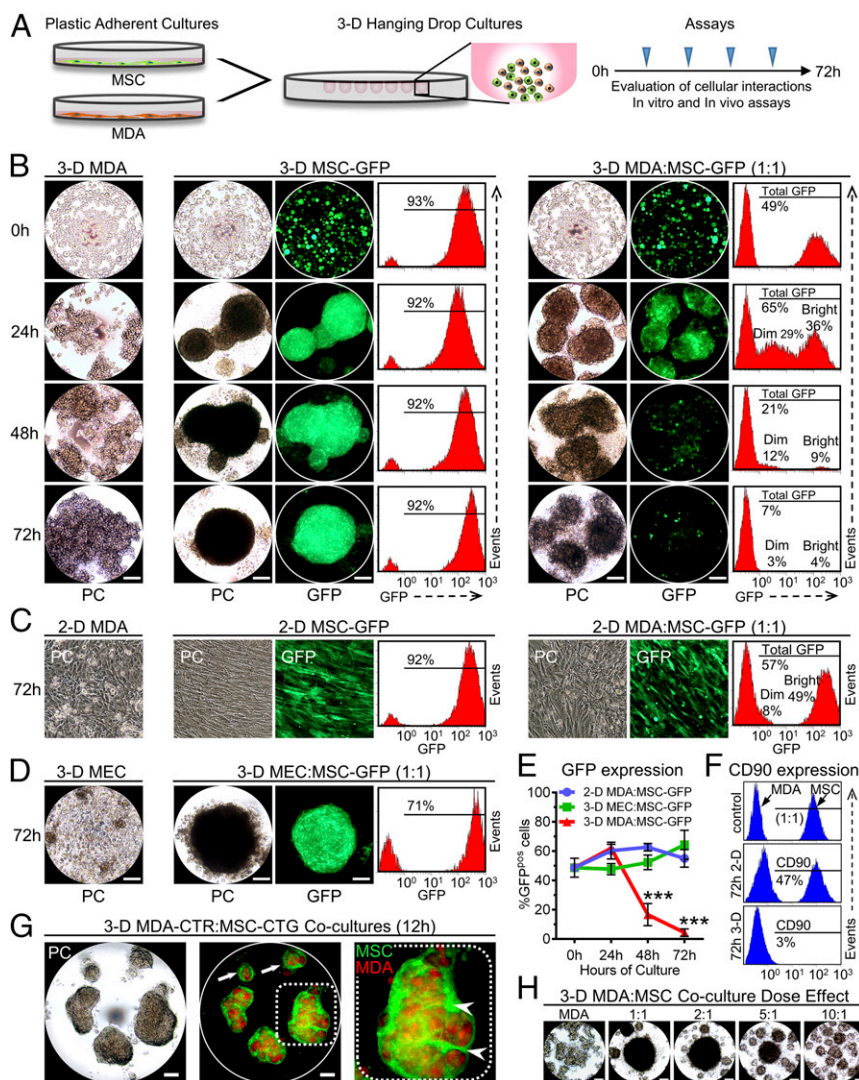 A
Plastic Adherent Cultures
3-D Hanging Drop Cultures
Assays
MSC
MDA
0h
72h
Evaluation of cellular interactions
In vitro and In vivo assays
B
3-D MDA
3-D MSC-GFP
3-D MDA:MSC-GFP (1:1)
0h
93%
Total GFP
49%
24h
92%
Total GFP
65%
Bright
36%
Dim 29%
48h
92%
Total GFP
21%
Dim
12%
Bright
9%
72h
92%
Total GFP
7%
Dim
3%
Bright
4%
Events
Events
10⁰ 10¹ 10² 10³
10⁰ 10¹ 10² 10³
PC
PC
GFP
GFP
PC
GFP
GFP
C
2-D MDA
2-D MSC-GFP
2-D MDA:MSC-GFP (1:1)
72h
PC
PC
GFP
92%
Events
PC
GFP
Total GFP
57%
Bright
49%
Dim
8%
Events
10⁰ 10¹ 10² 10³
GFP
10⁰ 10¹ 10² 10³
GFP
D
3-D MEC
3-D MEC:MSC-GFP (1:1)
72h
71%
Events
10⁰ 10¹ 10² 10³
PC
PC
GFP
GFP
E
GFP expression
2-D MDA:MSC-GFP
3-D MEC:MSC-GFP
3-D MDA:MSC-GFP
%GFPᵖᵒˢ cells
100
80
60
40
20
0
***
***
0h 24h 48h 72h
Hours of Culture
F
CD90 expression
control
MDA
MSC
(1:1)
72h 2-D
CD90
47%
72h 3-D
CD90
3%
Events
10⁰ 10¹ 10² 10³
G
3-D MDA-CTR:MSC-CTG Co-cultures (12h)
PC
MSC
MDA
H
3-D MDA:MSC Co-culture Dose Effect
MDA 1:1 2:1 5:1 10:1